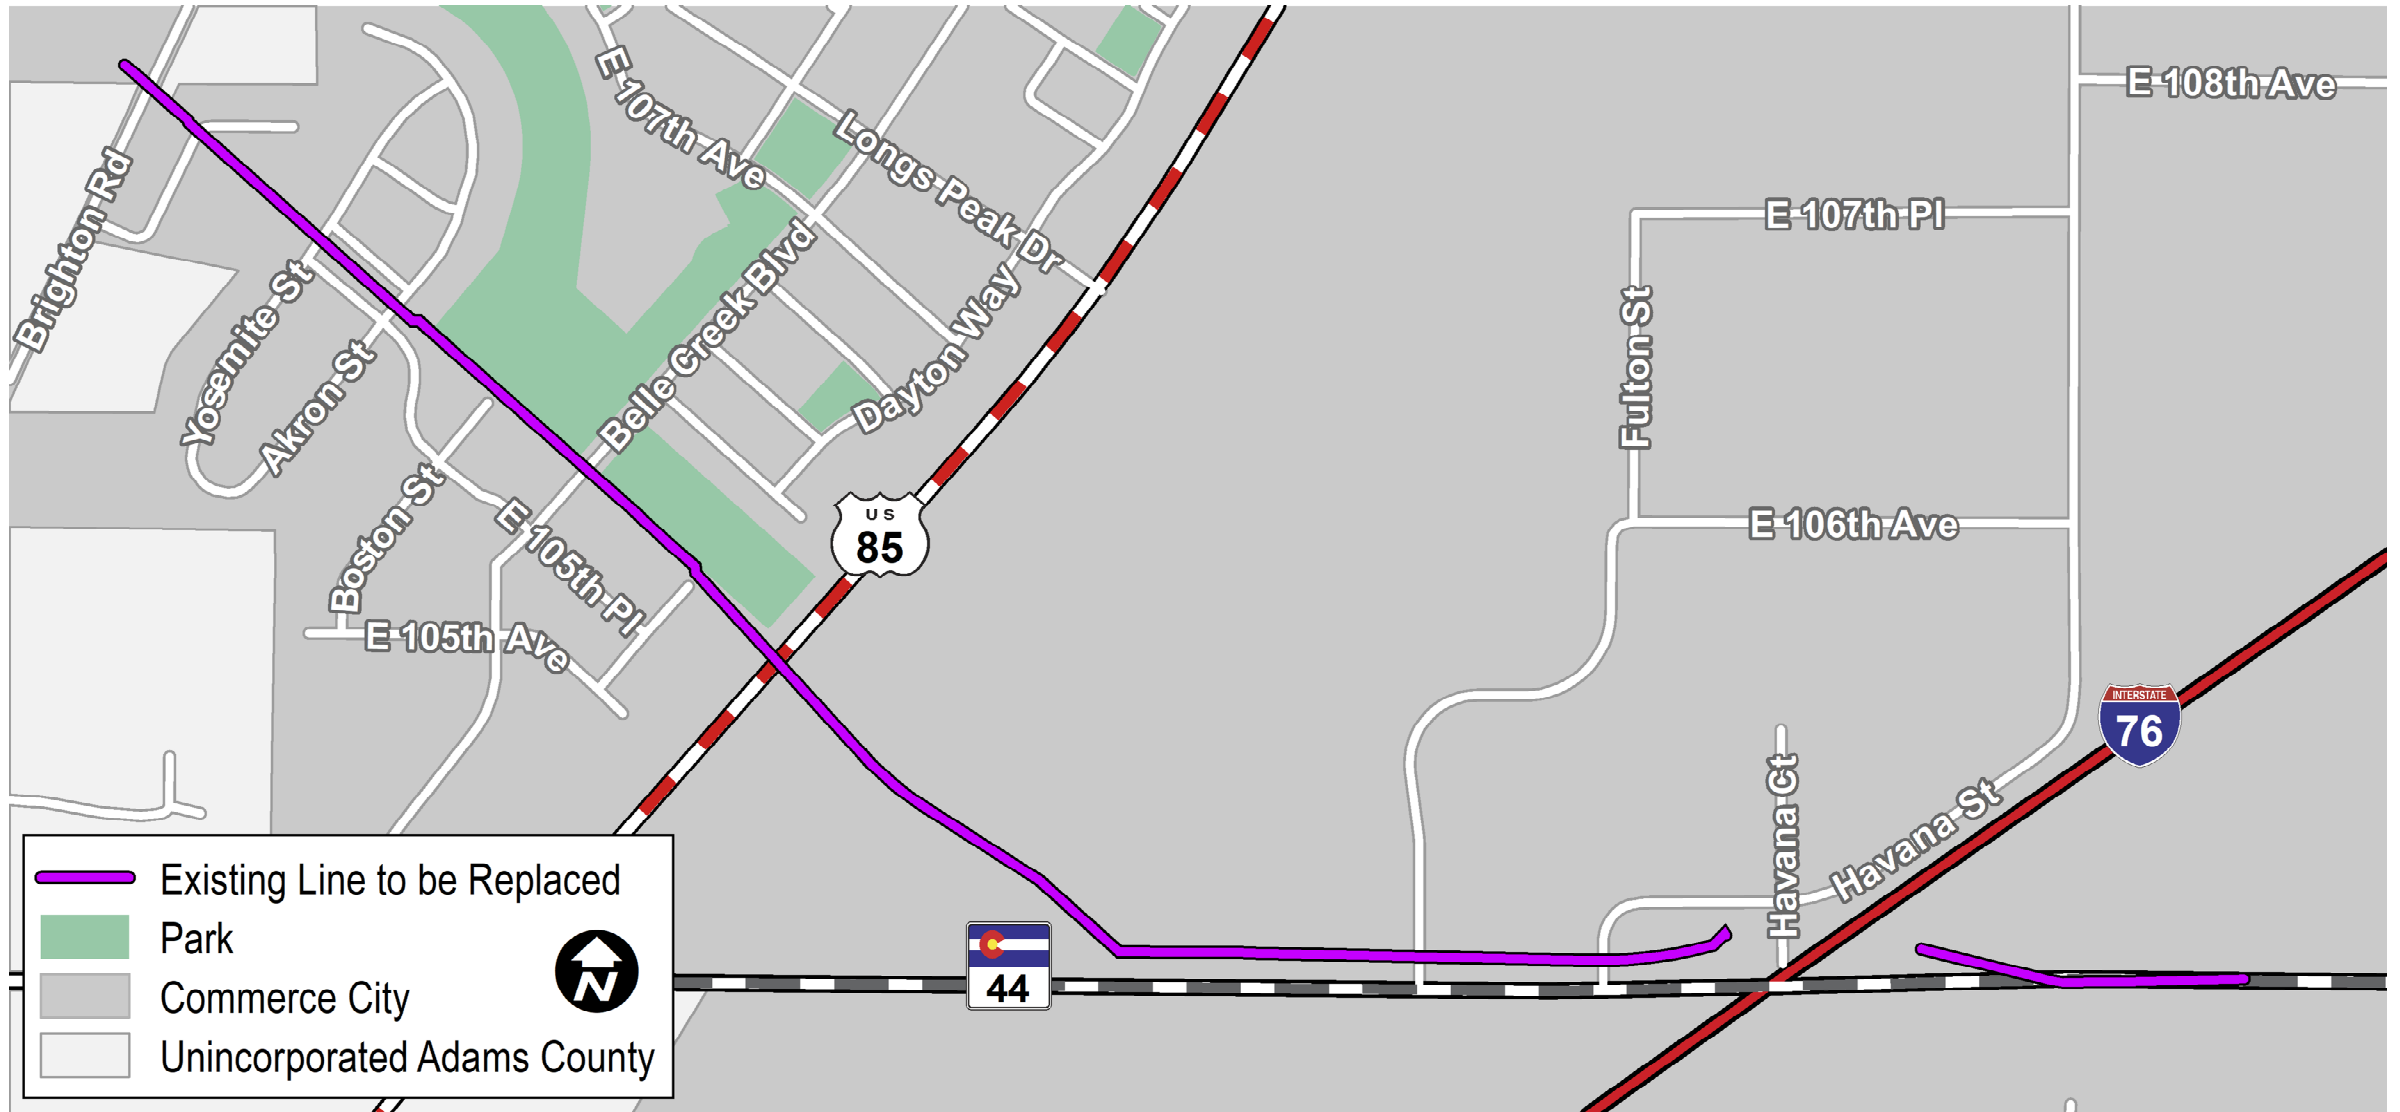 E 107th Ave
Longs Peak Dr
E 108th Ave
Brighton Rd
E 107th Pl
Yosemite St
Belle Creek Blvd
Dayton Way
Fulton St
Akron St
Boston St
US
85
E 106th Ave
E 105th Pl
E 105th Ave
INTERSTATE
76
Havana Ct
Havana St
44
Existing Line to be Replaced
Park
Commerce City
Unincorporated Adams County
N